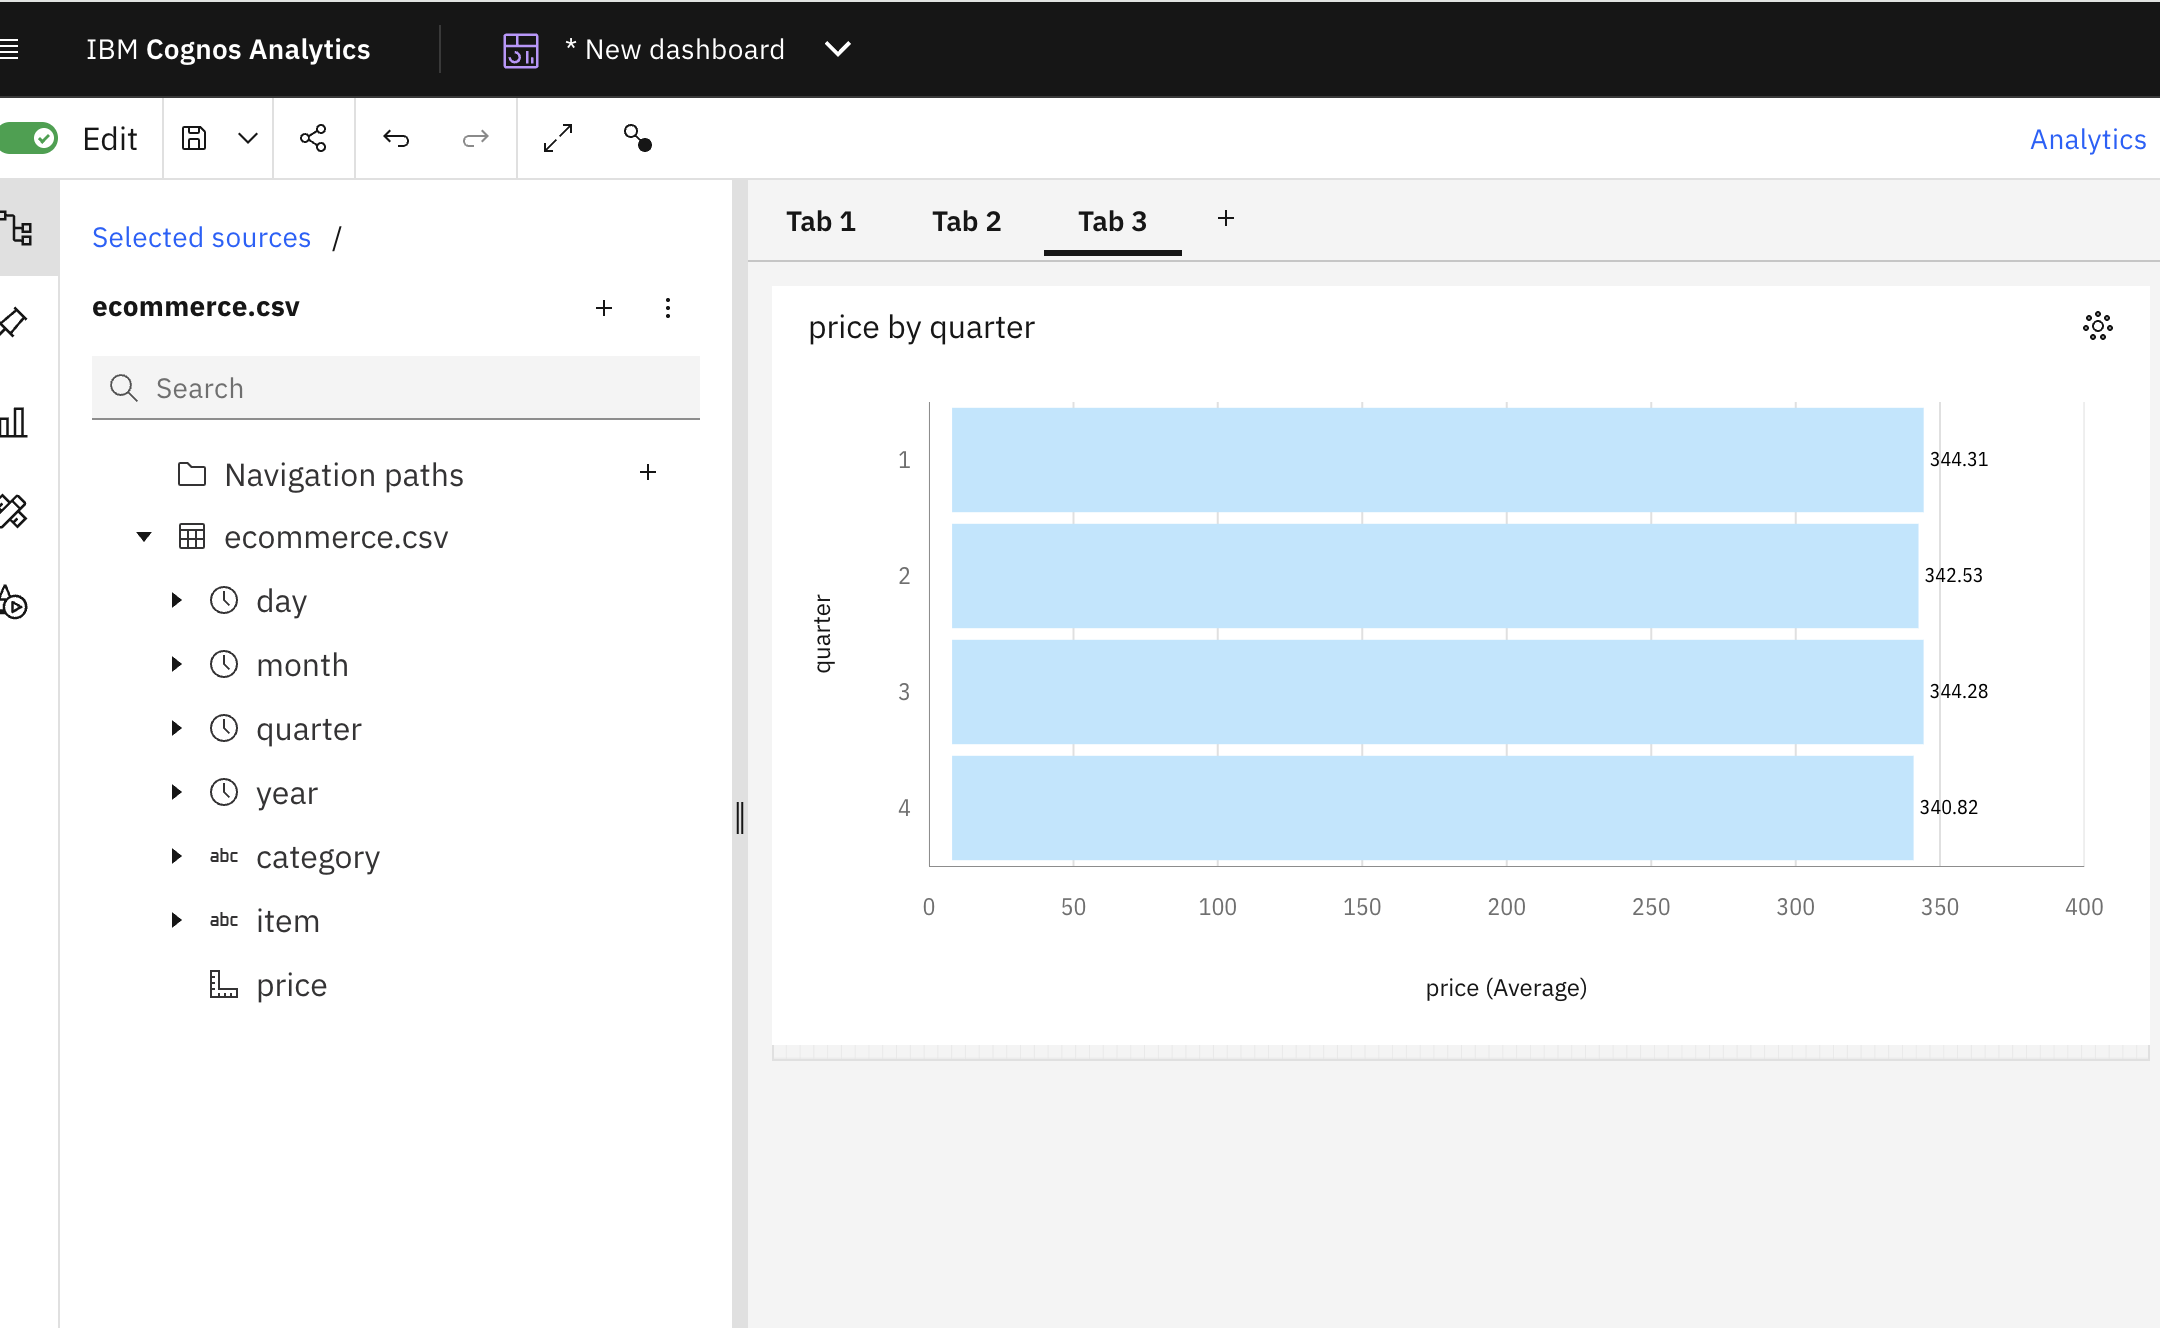 IBM Cognos Analytics
* New dashboard
Edit
Analytics
Selected sources /
ecommerce.csv
Search
Navigation paths
ecommerce.csv
day
month
quarter
year
abc category
abc item
price
Tab 1 Tab 2 Tab 3
price by quarter
quarter
1 344.31
2 342.53
3 344.28
4 340.82
0 50 100 150 200 250 300 350 400
price (Average)